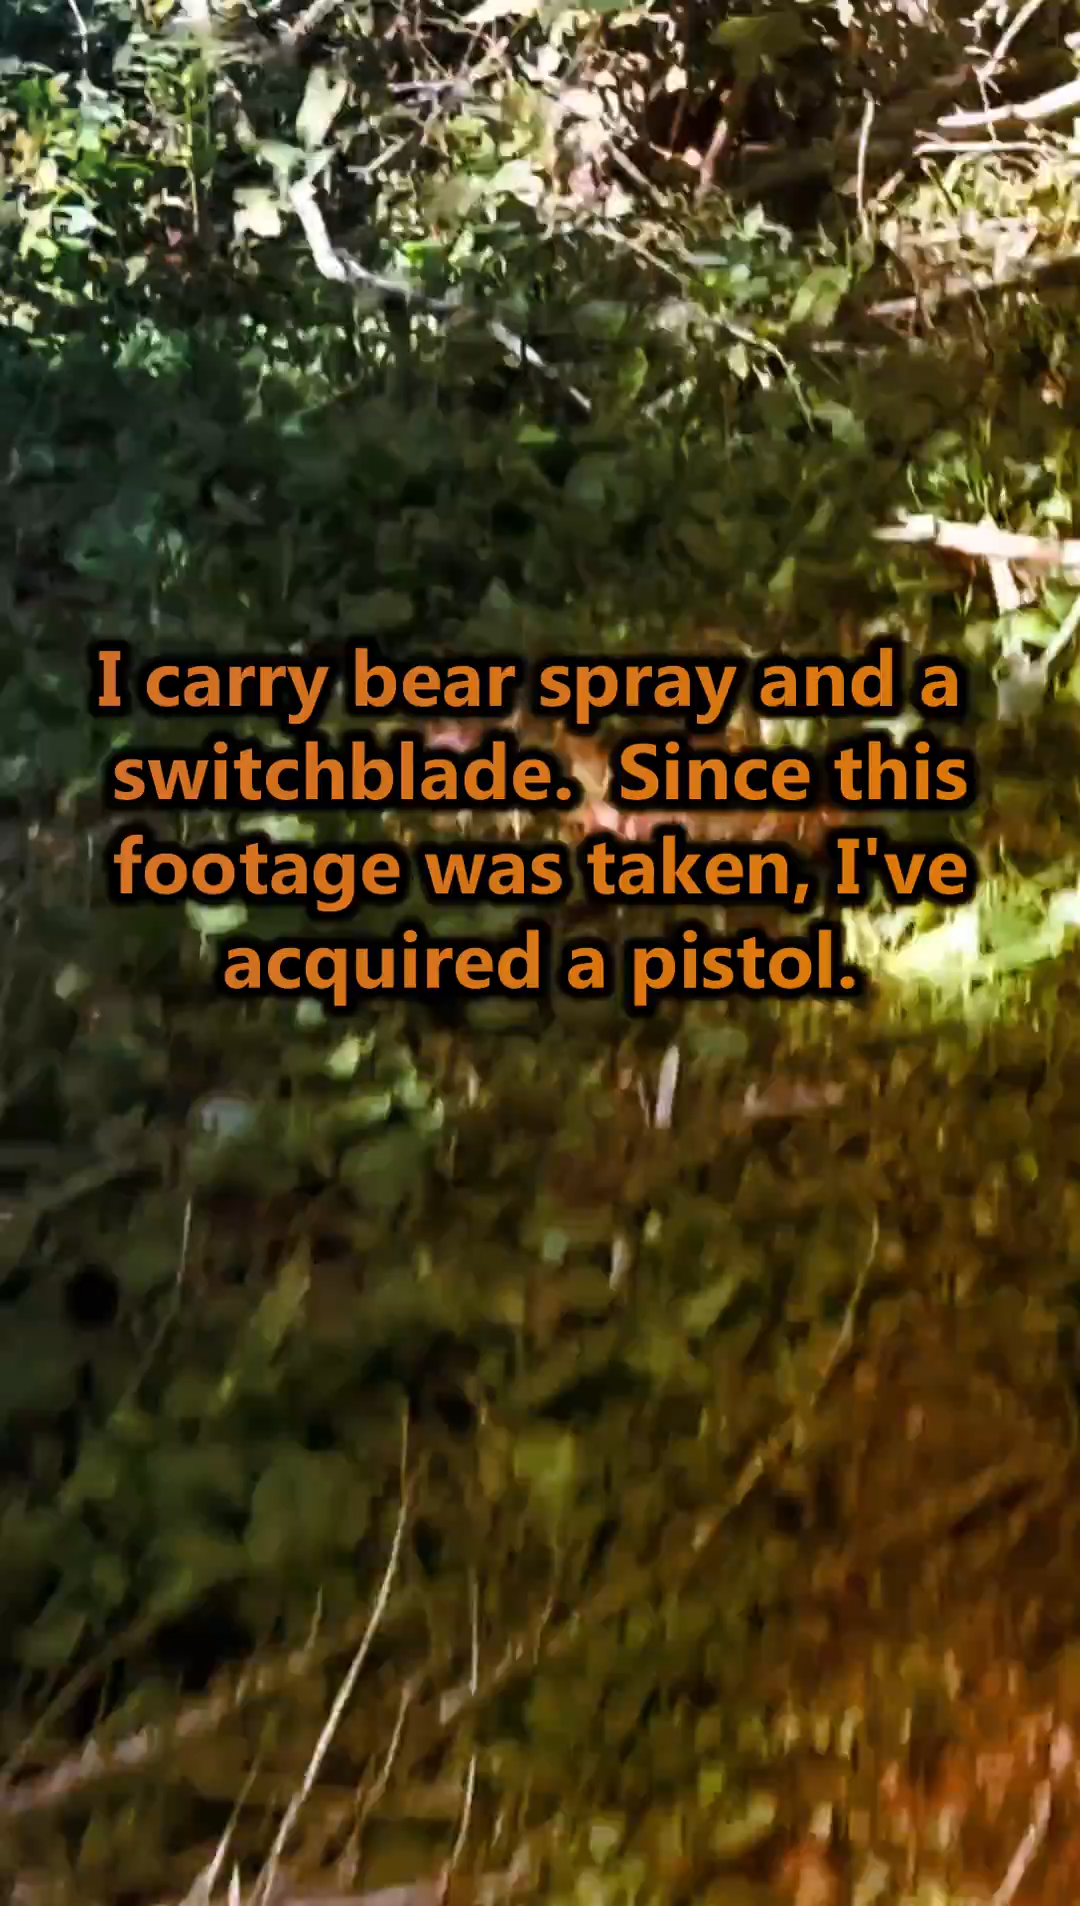 I carry bear spray and a
switchblade.  Since this
footage was taken, I've
acquired a pistol.